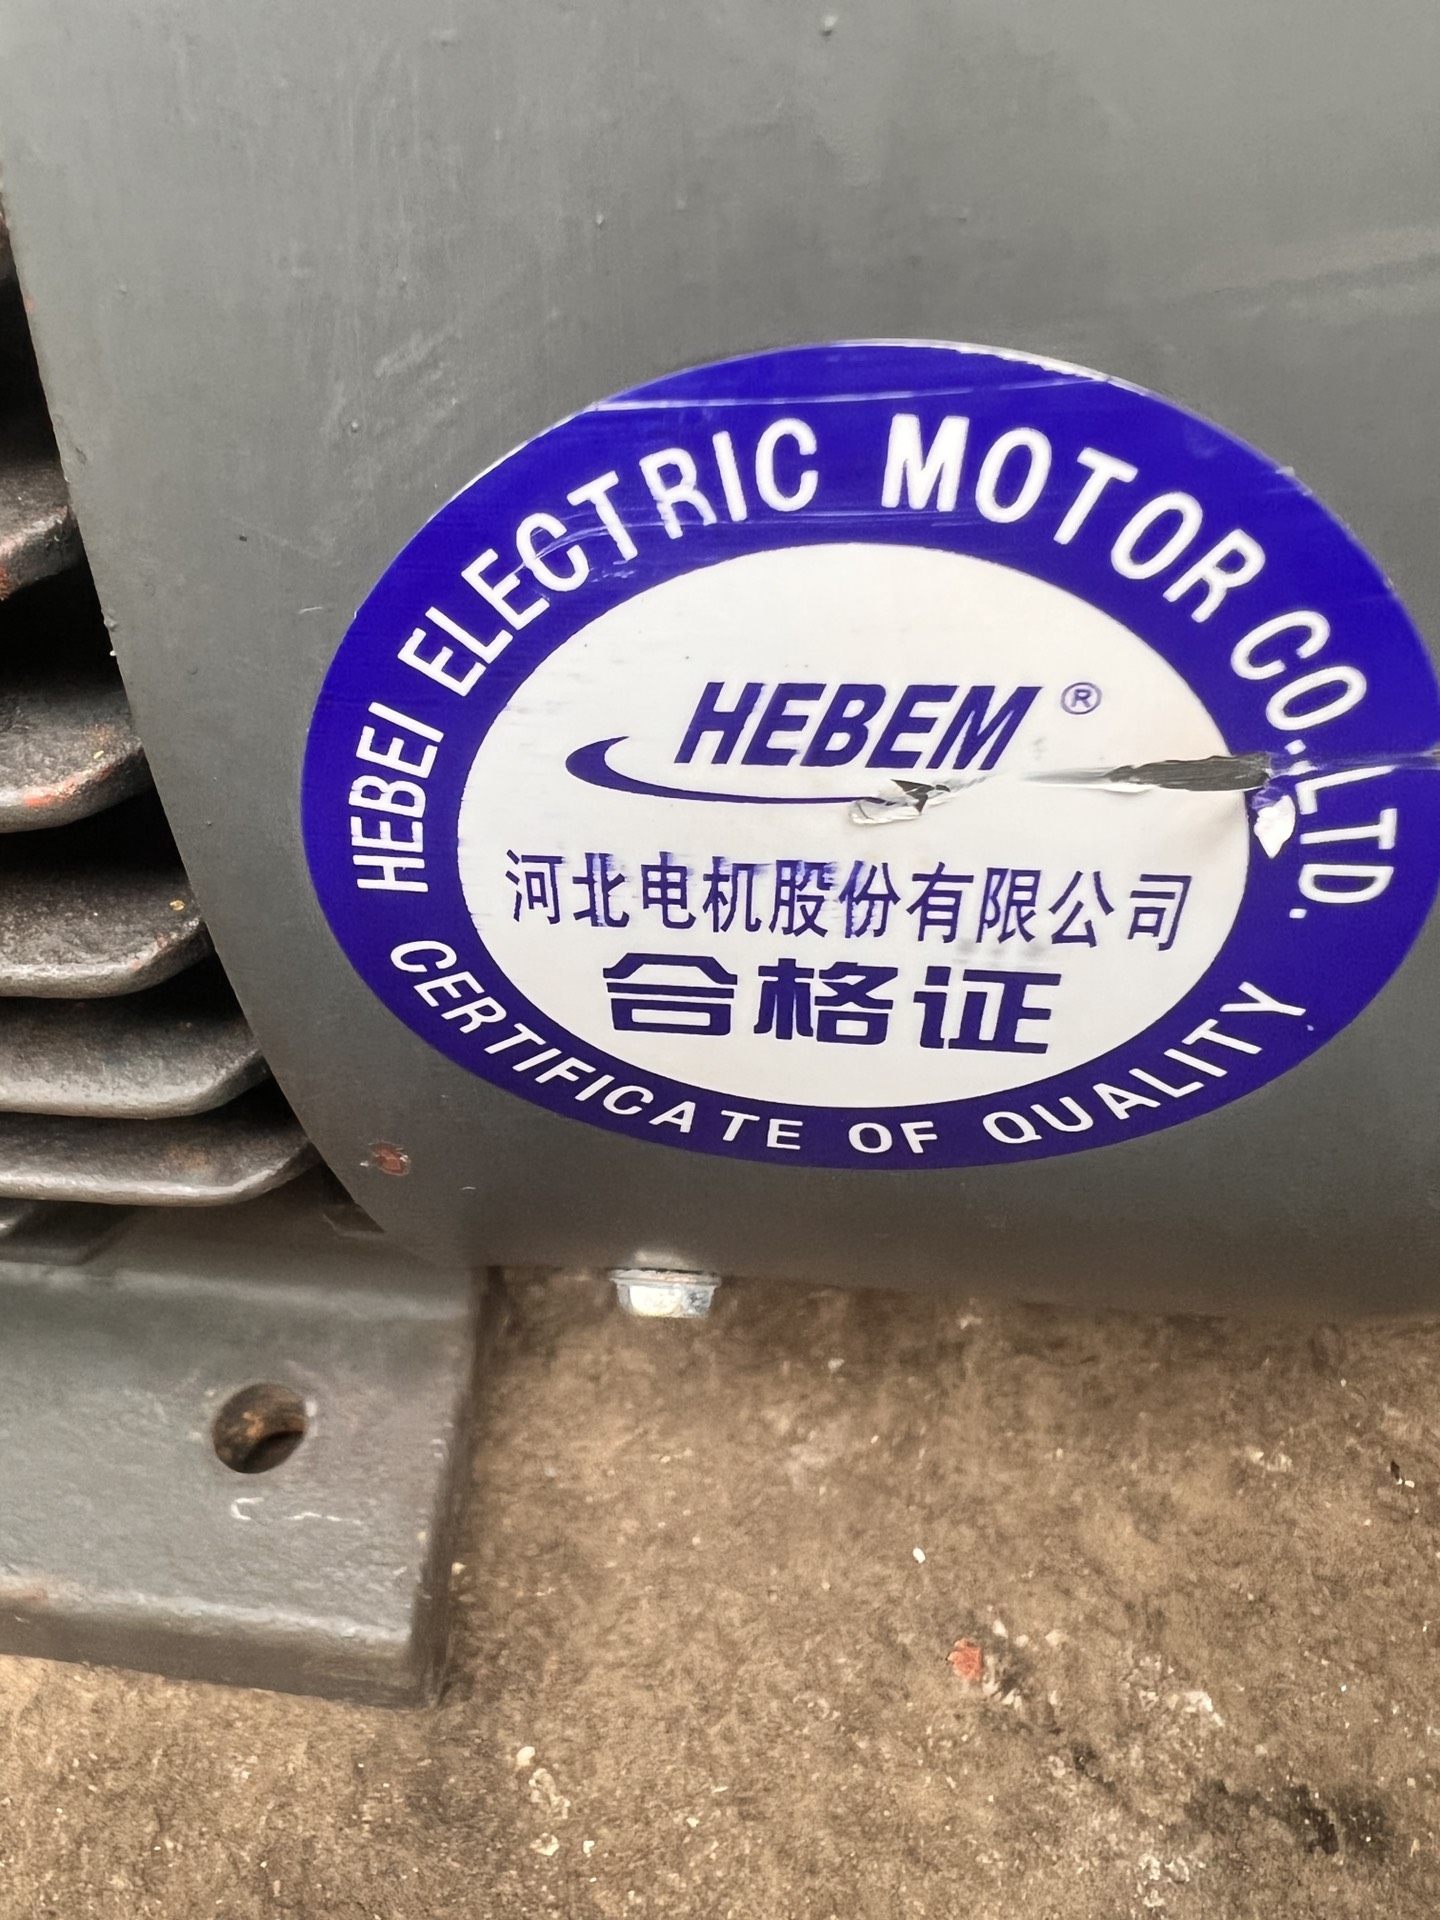 HEBEI ELECTRIC MOTOR CO.,LTD.
HEBEM®
河北电机股份有限公司
合格证
CERTIFICATE OF QUALITY